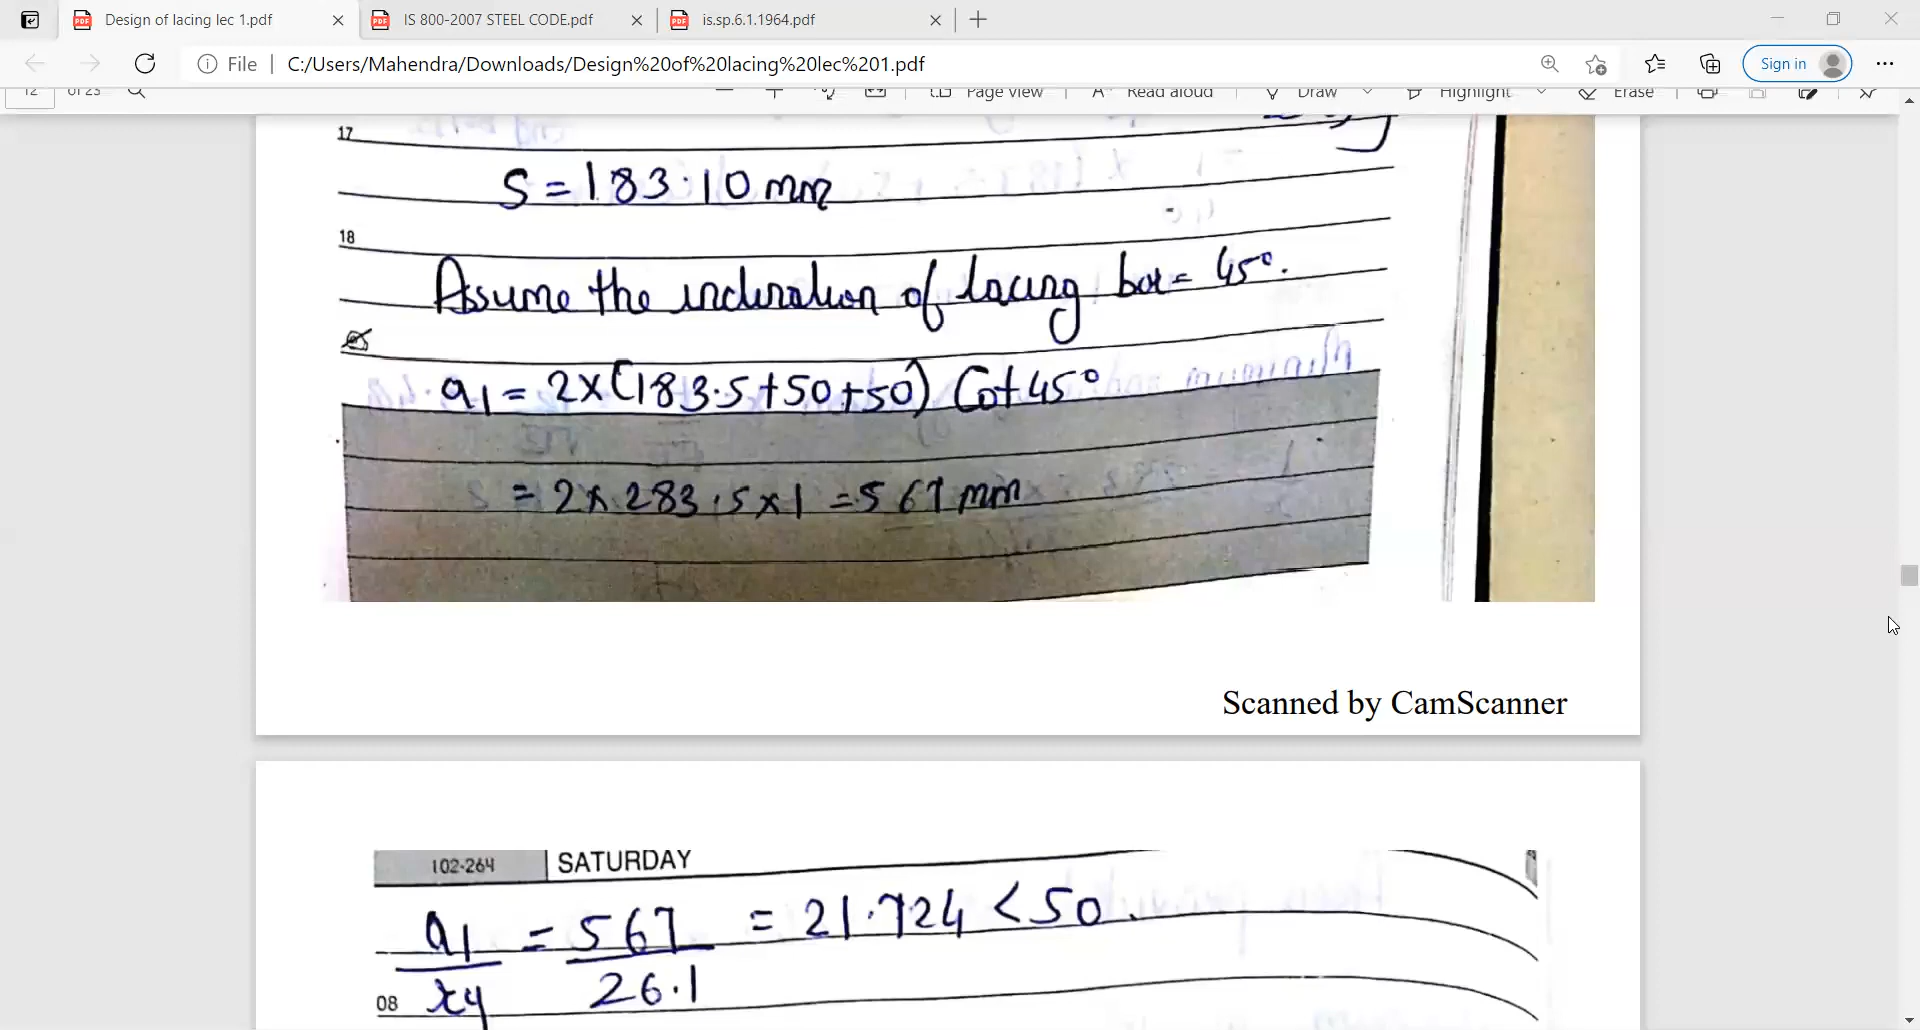 Design of lacing lec 1.pdf
IS 800-2007 STEEL CODE.pdf
is.sp.6.1.1964.pdf
File
C:/Users/Mahendra/Downloads/Design%20of%20lacing%20lec%201.pdf
Sign in
12 of 23
Page view
Read aloud
Draw
Highlight
Erase
17
S = 183.10 mm
18
Assume the inclination of lacing bar = 45°.
a1 = 2x(183.5+50+50) Cot 45°
= 2x 283.5x1 = 567 mm
Scanned by CamScanner
102-264 SATURDAY
a1 = 567 = 21.724 < 50.
08 ry 26.1